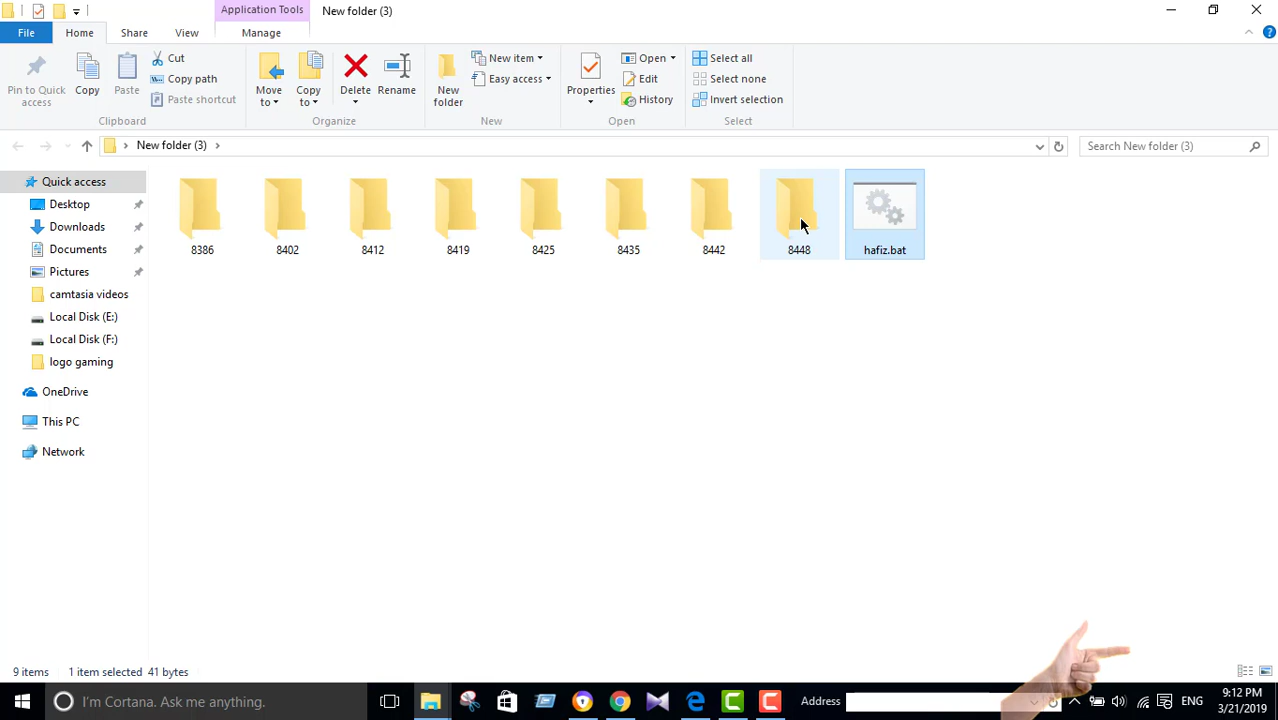 Application Tools New folder (3)
File Home Share View Manage
Pin to Quick access
Copy
Paste
Cut
Copy path
Paste shortcut
Clipboard
Move to
Copy to
Delete
Rename
Organize
New folder
New item
Easy access
New
Properties
Open
Edit
History
Open
Select all
Select none
Invert selection
Select
New folder (3)
Search New folder (3)
Quick access
Desktop
Downloads
Documents
Pictures
camtasia videos
Local Disk (E:)
Local Disk (F:)
logo gaming
OneDrive
This PC
Network
8386 8402 8412 8419 8425 8435 8442 8448 hafiz.bat
9 items 1 item selected 41 bytes
I'm Cortana. Ask me anything.
Address
ENG
9:12 PM
3/21/2019